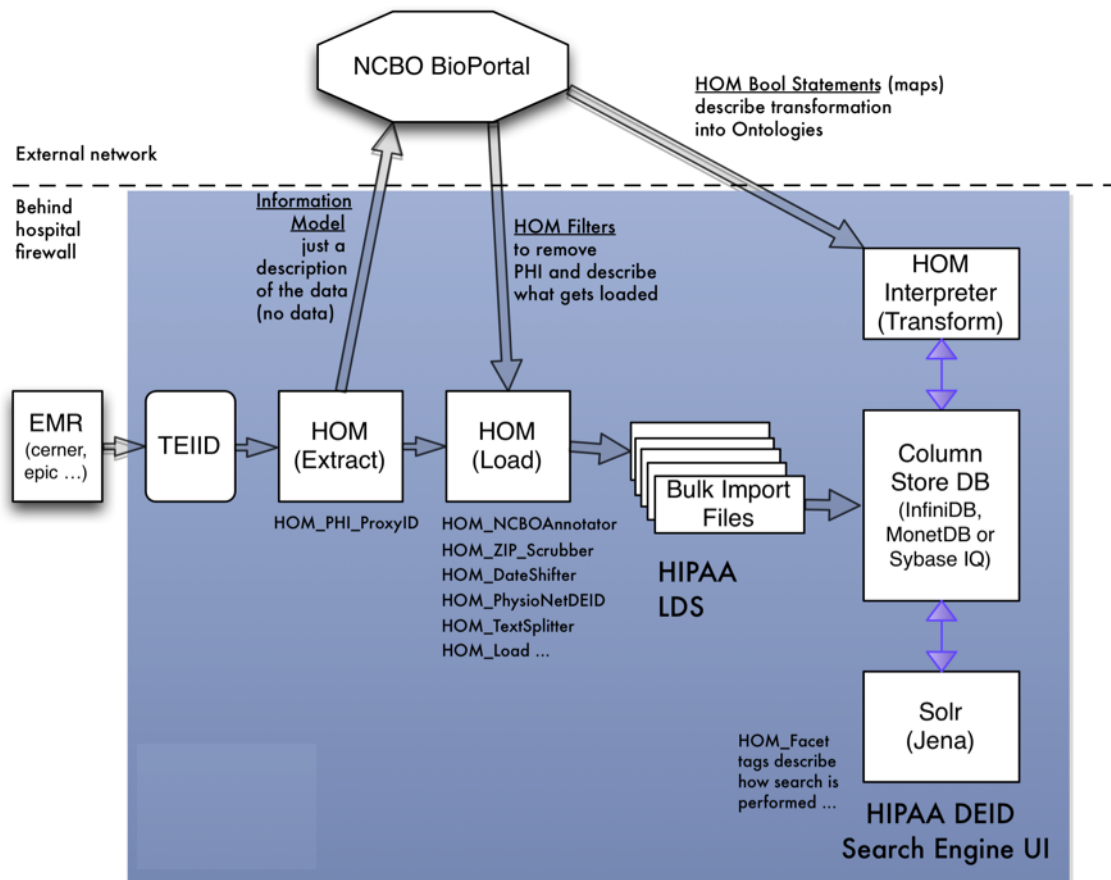 NCBO BioPortal
HOM Bool Statements (maps)
describe transformation
into Ontologies
External network
Behind
hospital
firewall
Information
Model
just a
description
of the data
(no data)
HOM Filters
to remove
PHI and describe
what gets loaded
HOM
Interpreter
(Transform)
EMR
(cerner,
epic ...)
TEIID
HOM
(Extract)
HOM
(Load)
Bulk Import
Files
Column
Store DB
(InfiniDB,
MonetDB or
Sybase IQ)
HOM_PHI_ProxyID
HOM_NCBOAnnotator
HOM_ZIP_Scrubber
HOM_DateShifter
HOM_PhysioNetDEID
HOM_TextSplitter
HOM_Load ...
HIPAA
LDS
Solr
(Jena)
HOM_Facet
tags describe
how search is
performed ...
HIPAA DEID
Search Engine UI